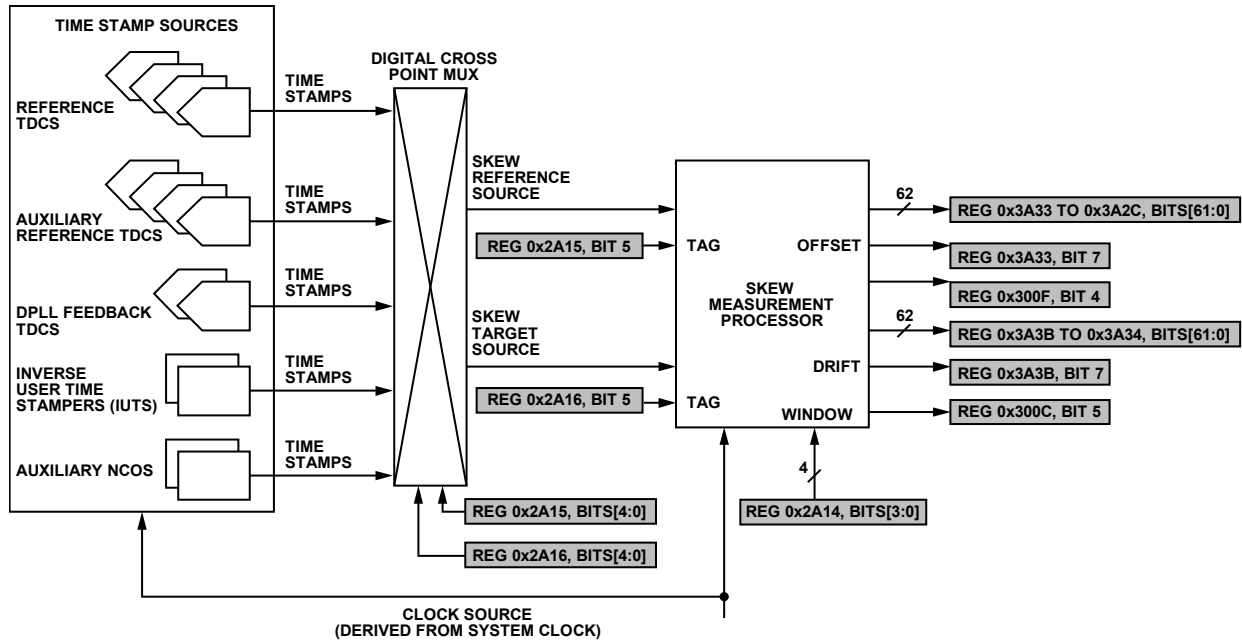 TIME STAMP SOURCES
REFERENCE
TDCS
TIME
STAMPS
AUXILIARY
REFERENCE TDCS
TIME
STAMPS
DPLL FEEDBACK
TDCS
TIME
STAMPS
INVERSE
USER TIME
STAMPERS (IUTS)
TIME
STAMPS
AUXILIARY NCOS
TIME
STAMPS
DIGITAL CROSS
POINT MUX
SKEW
REFERENCE
SOURCE
REG 0x2A15, BIT 5
SKEW
TARGET
SOURCE
REG 0x2A16, BIT 5
REG 0x2A15, BITS[4:0]
REG 0x2A16, BITS[4:0]
TAG
OFFSET
SKEW
MEASUREMENT
PROCESSOR
DRIFT
TAG
WINDOW
62
REG 0x3A33 TO 0x3A2C, BITS[61:0]
REG 0x3A33, BIT 7
REG 0x300F, BIT 4
62
REG 0x3A3B TO 0x3A34, BITS[61:0]
REG 0x3A3B, BIT 7
REG 0x300C, BIT 5
4
REG 0x2A14, BITS[3:0]
CLOCK SOURCE
(DERIVED FROM SYSTEM CLOCK)